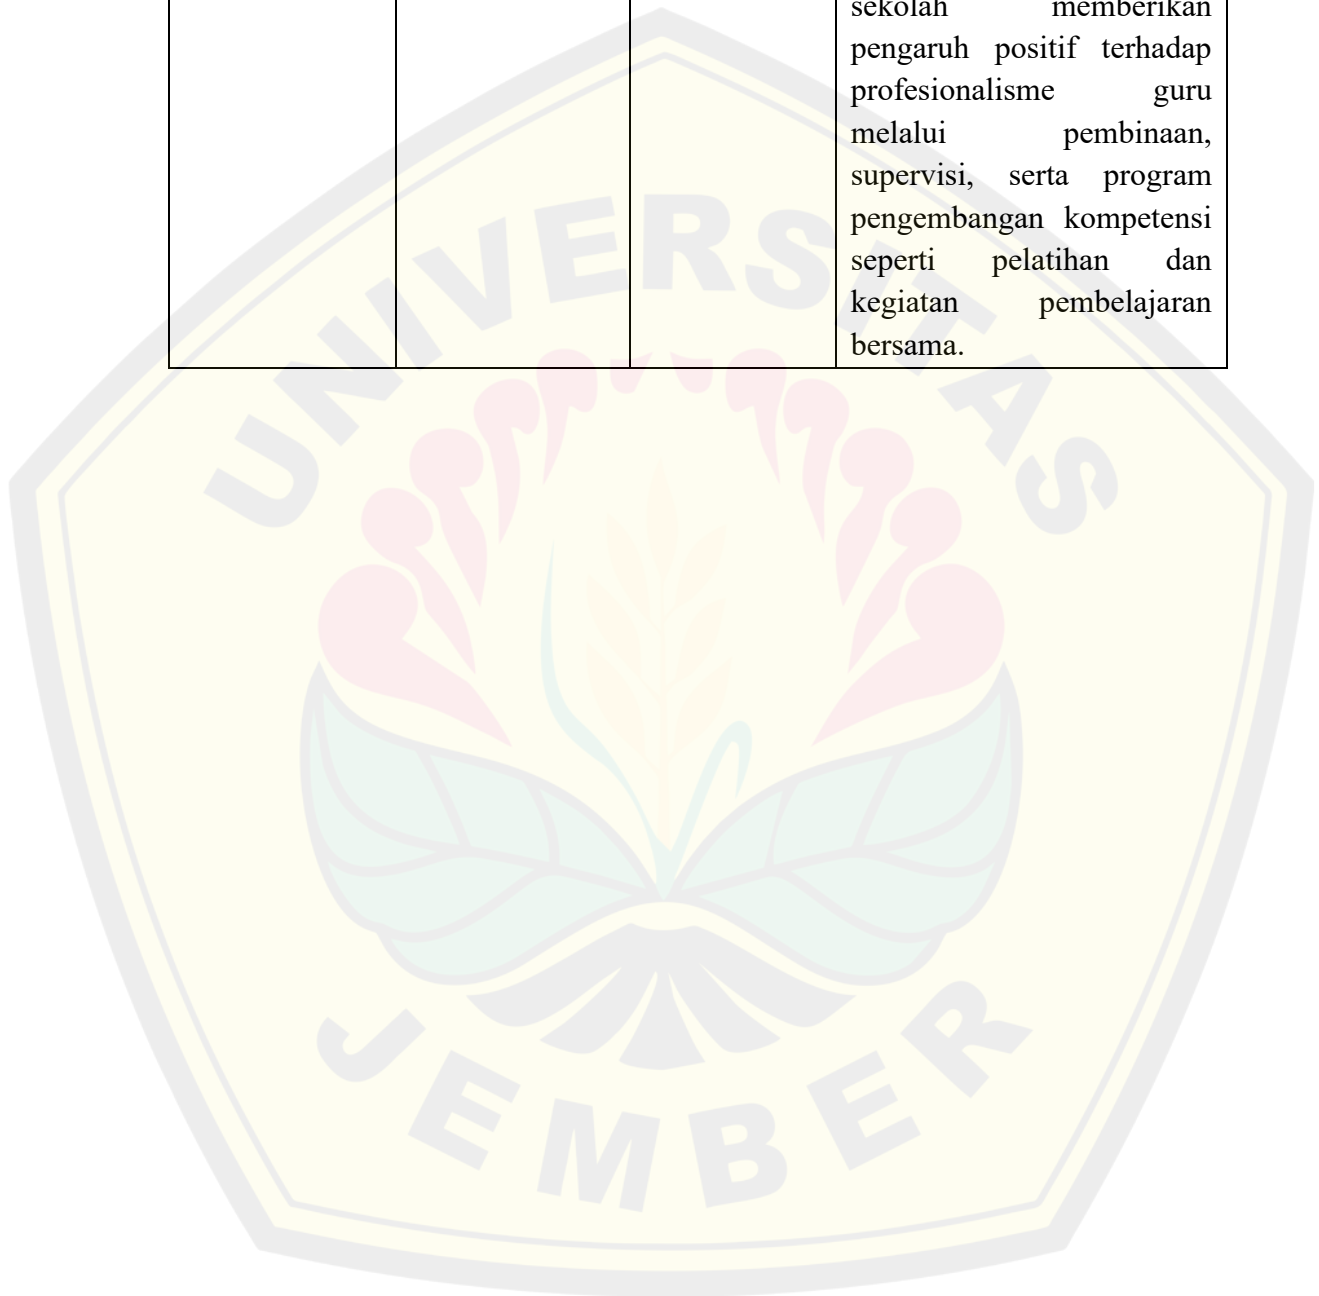 sekolah memberikan
pengaruh positif terhadap
profesionalisme guru
melalui pembinaan,
supervisi, serta program
pengembangan kompetensi
seperti pelatihan dan
kegiatan pembelajaran
bersama.
UNIVERSITAS
JEMBER